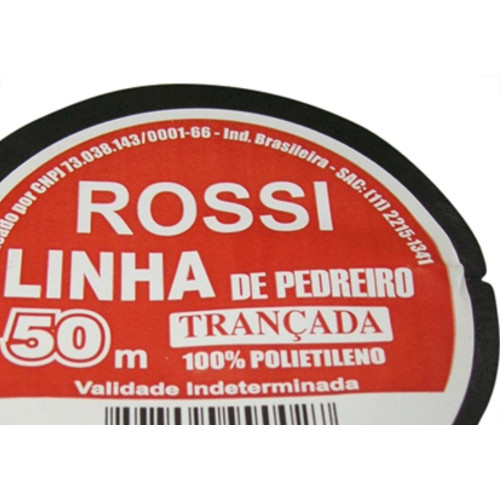 por CNPJ 73.038.143/0001-66 - Ind. Brasileira - SAC: (11) 2215-1341
ROSSI
LINHA DE PEDREIRO
50 m TRANÇADA
100% POLIETILENO
Validade Indeterminada